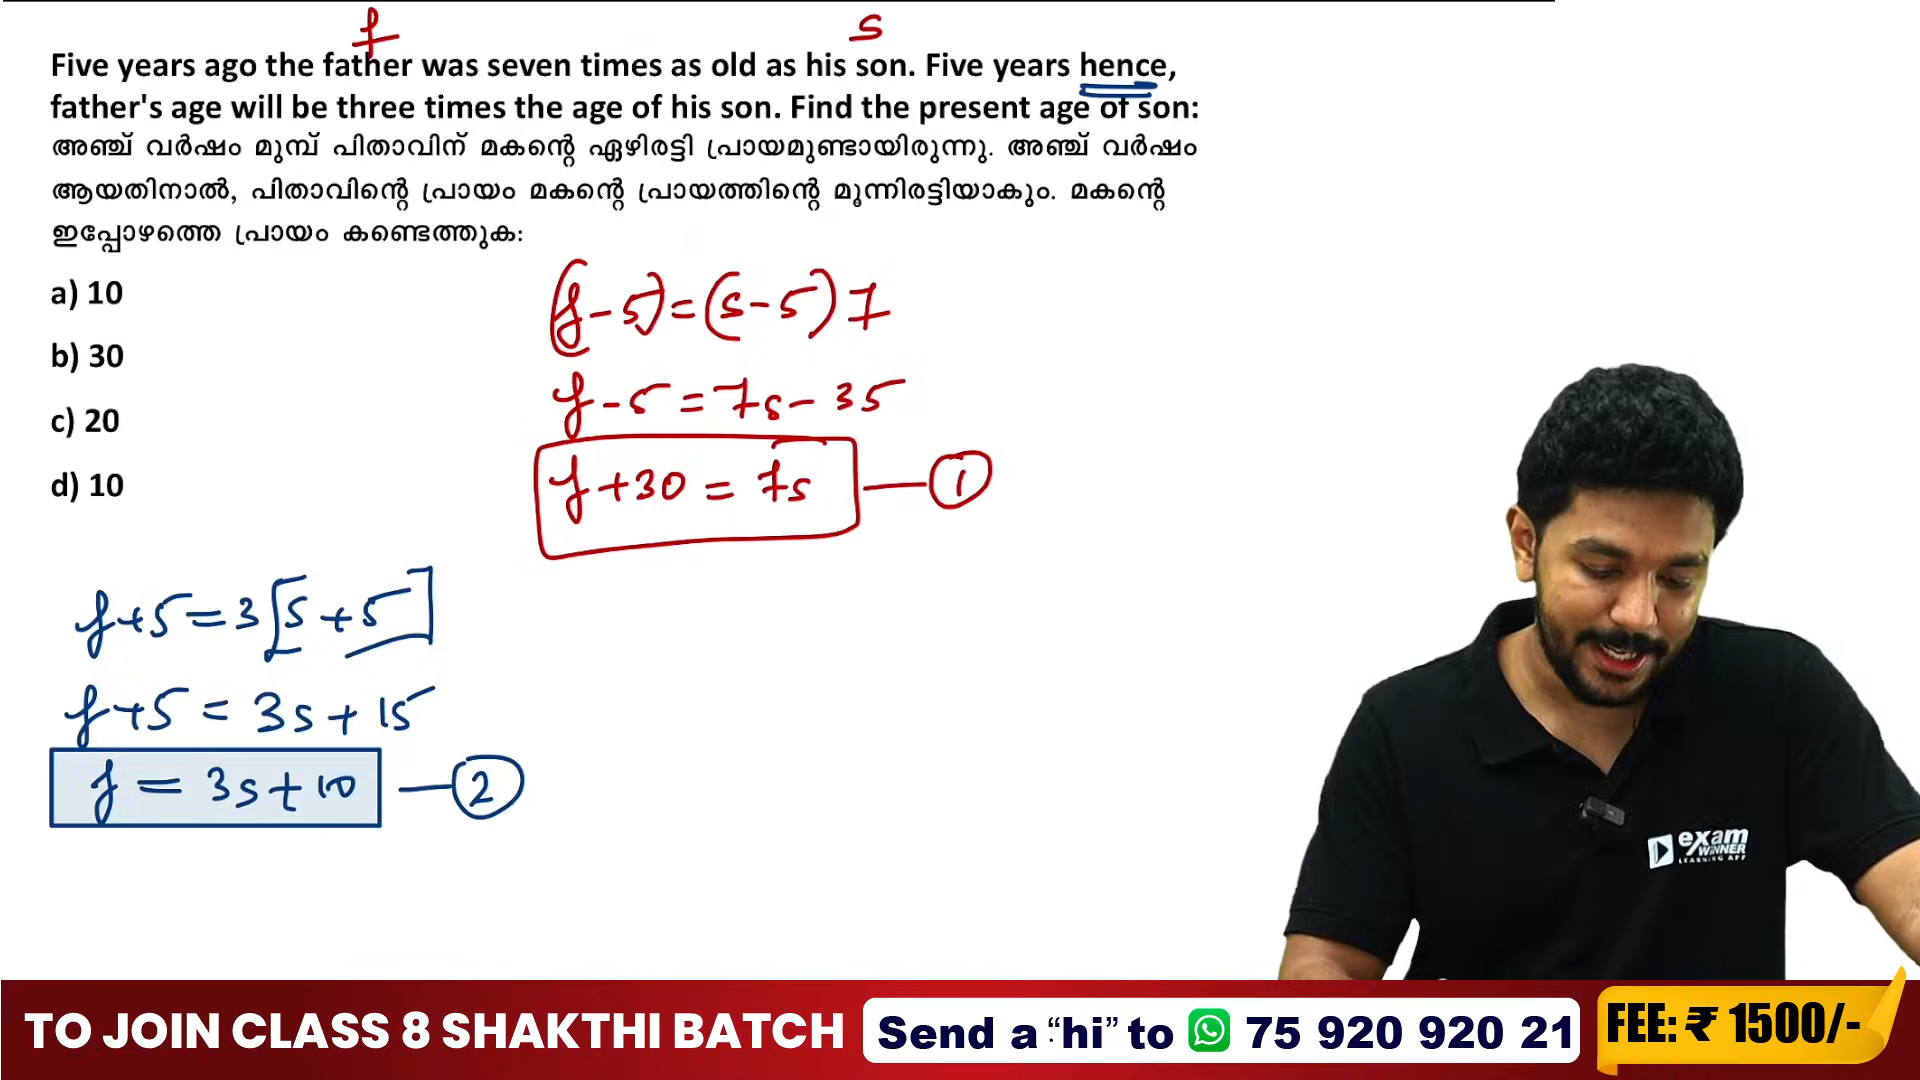 f s
Five years ago the father was seven times as old as his son. Five years hence,
father's age will be three times the age of his son. Find the present age of son:
അഞ്ച് വർഷം മുമ്പ് പിതാവിന് മകന്റെ ഏഴിരട്ടി പ്രായമുണ്ടായിരുന്നു. അഞ്ച് വർഷം
ആയതിനാൽ, പിതാവിന്റെ പ്രായം മകന്റെ പ്രായത്തിന്റെ മൂന്നിരട്ടിയാകും. മകന്റെ
ഇപ്പോഴത്തെ പ്രായം കണ്ടെത്തുക:
a) 10
b) 30
c) 20
d) 10
(f-5)=(s-5)7
f-5=7s-35
f+30=7s — 1
f+5=3[s+5]
f+5=3s+15
f=3s+10 — 2
exam
WINNER
LEARNING APP
TO JOIN CLASS 8 SHAKTHI BATCH
Send a “hi” to 75 920 920 21
FEE: ₹ 1500/-